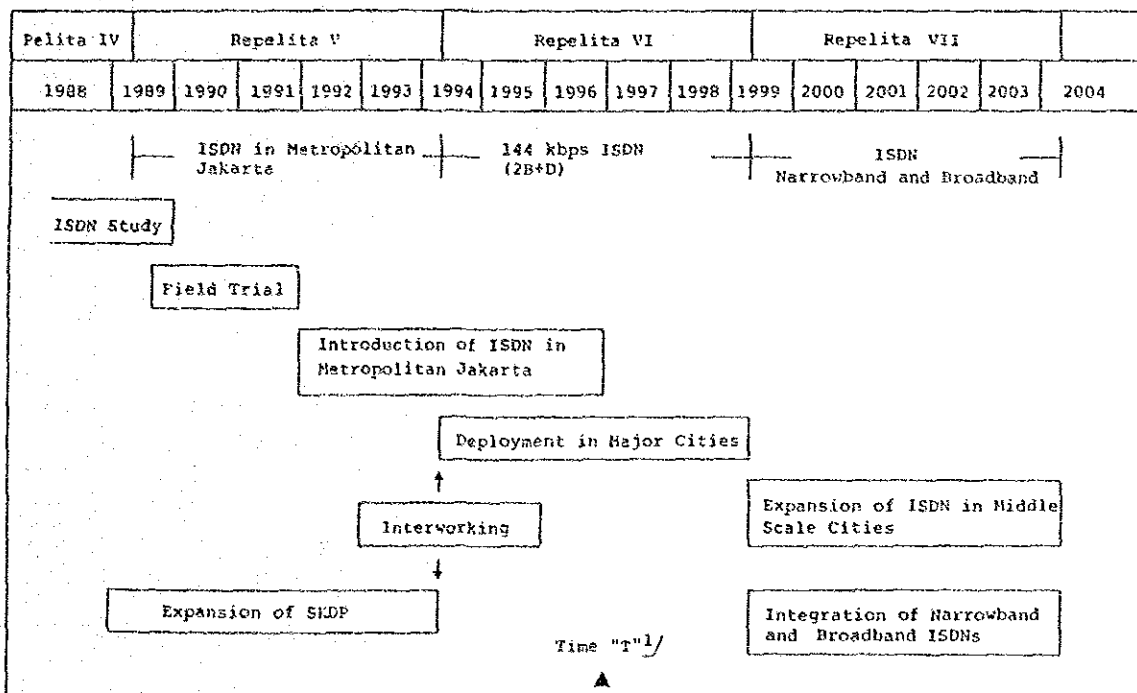 Pelita IV Repelita V Repelita VI Repelita VII
1988 1989 1990 1991 1992 1993 1994 1995 1996 1997 1998 1999 2000 2001 2002 2003 2004
ISDN in Metropolitan
Jakarta
144 kbps ISDN
(2B+D)
ISDN
Narrowband and Broadband
ISDN Study
Field Trial
Introduction of ISDN in
Metropolitan Jakarta
Deployment in Major Cities
Interworking
Expansion of ISDN in Middle
Scale Cities
Expansion of SKDP
Integration of Narrowband
and Broadband ISDNs
Time "T"1/